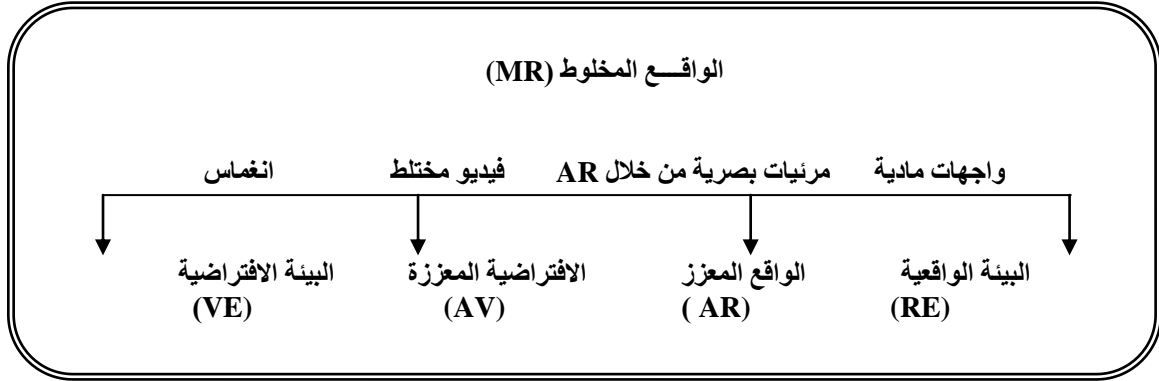 الواقـــع المخلوط (MR)
واجهات مادية مرئيات بصرية من خلال AR فيديو مختلط انغماس
البيئة الواقعية الواقع المعزز الافتراضية المعززة البيئة الافتراضية
(RE) ( AR) (AV) (VE)